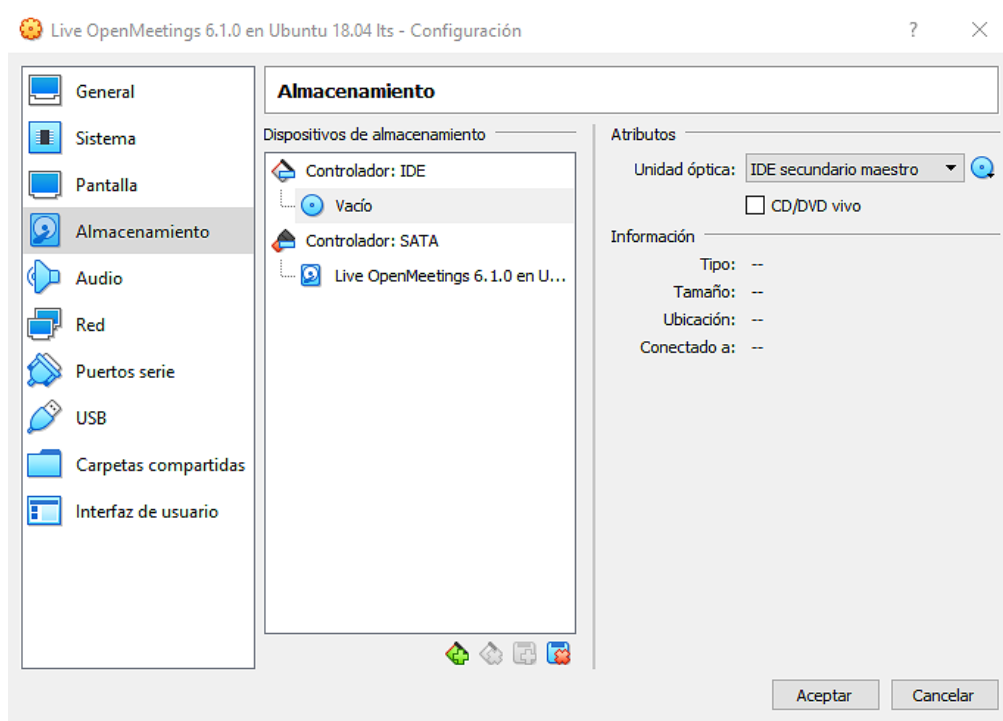 Live OpenMeetings 6.1.0 en Ubuntu 18.04 lts - Configuración
?
General
Sistema
Pantalla
Almacenamiento
Audio
Red
Puertos serie
USB
Carpetas compartidas
Interfaz de usuario
Almacenamiento
Dispositivos de almacenamiento
Controlador: IDE
Vacío
Controlador: SATA
Live OpenMeetings 6.1.0 en U...
Atributos
Unidad óptica: IDE secundario maestro
CD/DVD vivo
Información
Tipo: --
Tamaño: --
Ubicación: --
Conectado a: --
Aceptar
Cancelar